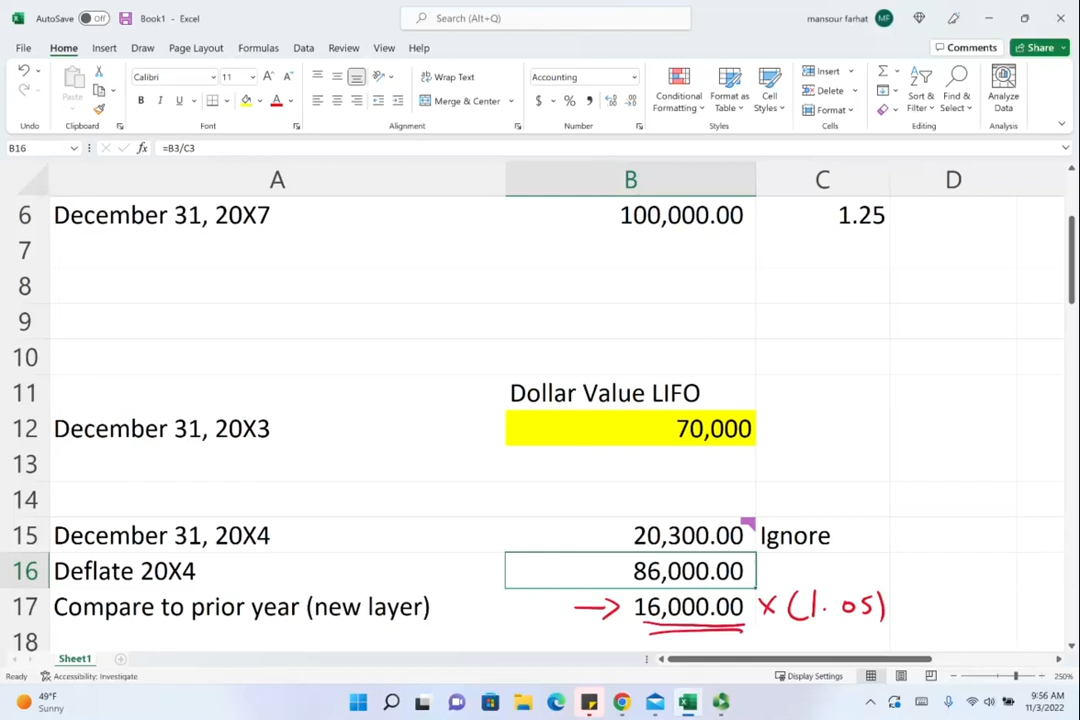 AutoSave Off Book1 - Excel Search (Alt+Q) mansour farhat MF
File Home Insert Draw Page Layout Formulas Data Review View Help Comments Share
Paste Calibri 11 A A Wrap Text Accounting Conditional Format as Cell Insert Sort & Find & Analyze
B I U A Merge & Center $ % 9 Formatting Table Styles Delete Format Filter Select Data
Undo Clipboard Font Alignment Number Styles Cells Editing Analysis
B16 fx =B3/C3
A B C D
6 December 31, 20X7 100,000.00 1.25
7
8
9
10
11 Dollar Value LIFO
12 December 31, 20X3 70,000
13
14
15 December 31, 20X4 20,300.00 Ignore
16 Deflate 20X4 86,000.00
17 Compare to prior year (new layer) → 16,000.00 x (1.05)
18
Sheet1
Ready Accessibility: Investigate Display Settings 250%
49°F
Sunny
9:56 AM
11/3/2022